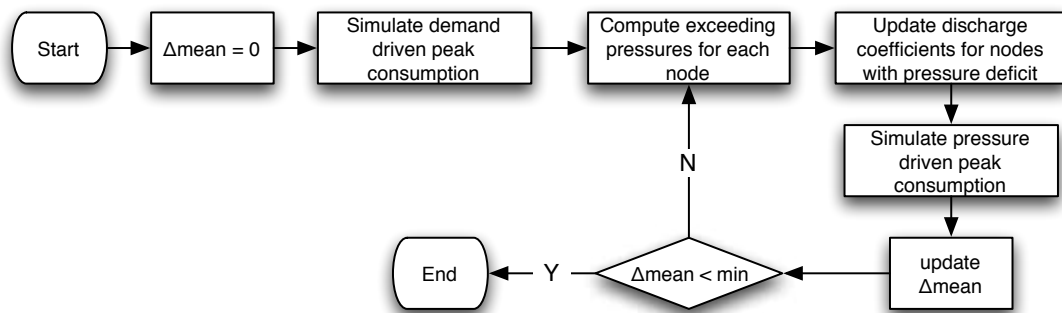 Start
Δmean = 0
Simulate demand
driven peak
consumption
Compute exceeding
pressures for each
node
Update discharge
coefficients for nodes
with pressure deficit
Simulate pressure
driven peak
consumption
update
Δmean
Δmean < min
N
Y
End